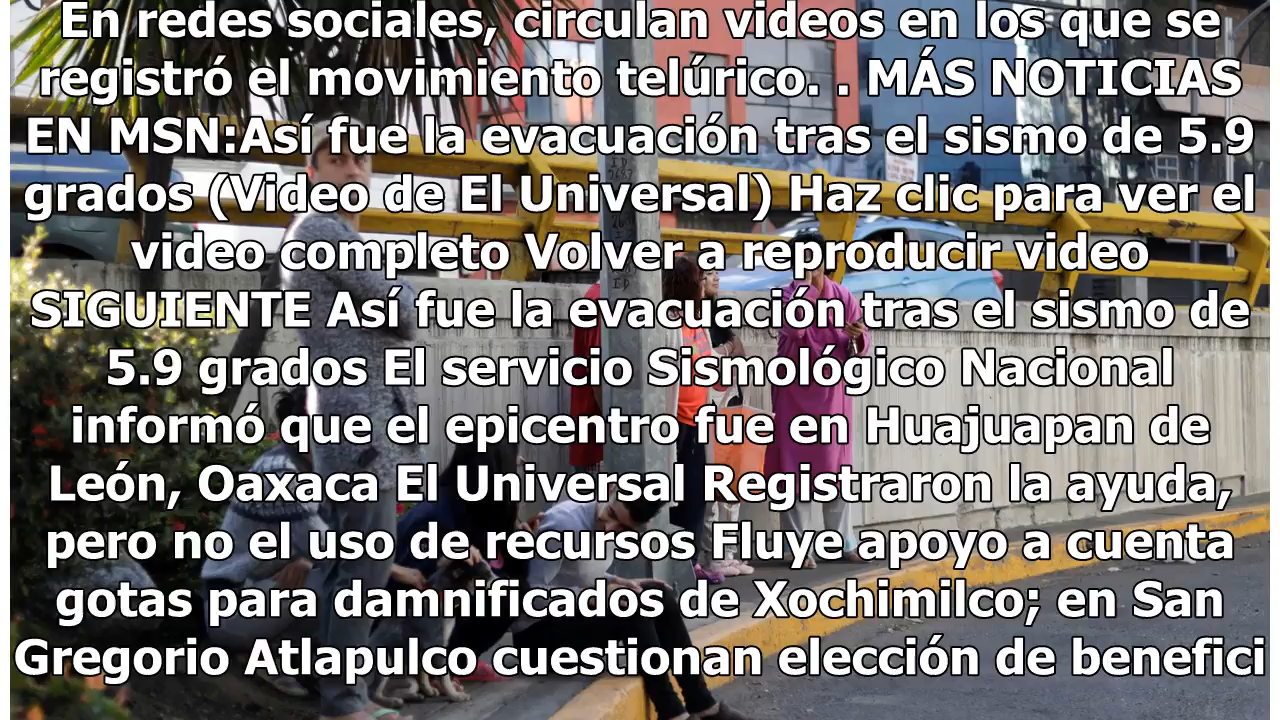 En redes sociales, circulan videos en los que se
registró el movimiento telúrico. . MÁS NOTICIAS
EN MSN:Así fue la evacuación tras el sismo de 5.9
grados (Video de El Universal) Haz clic para ver el
video completo Volver a reproducir video
SIGUIENTE Así fue la evacuación tras el sismo de
5.9 grados El servicio Sismológico Nacional
informó que el epicentro fue en Huajuapan de
León, Oaxaca El Universal Registraron la ayuda,
pero no el uso de recursos Fluye apoyo a cuenta
gotas para damnificados de Xochimilco; en San
Gregorio Atlapulco cuestionan elección de benefici